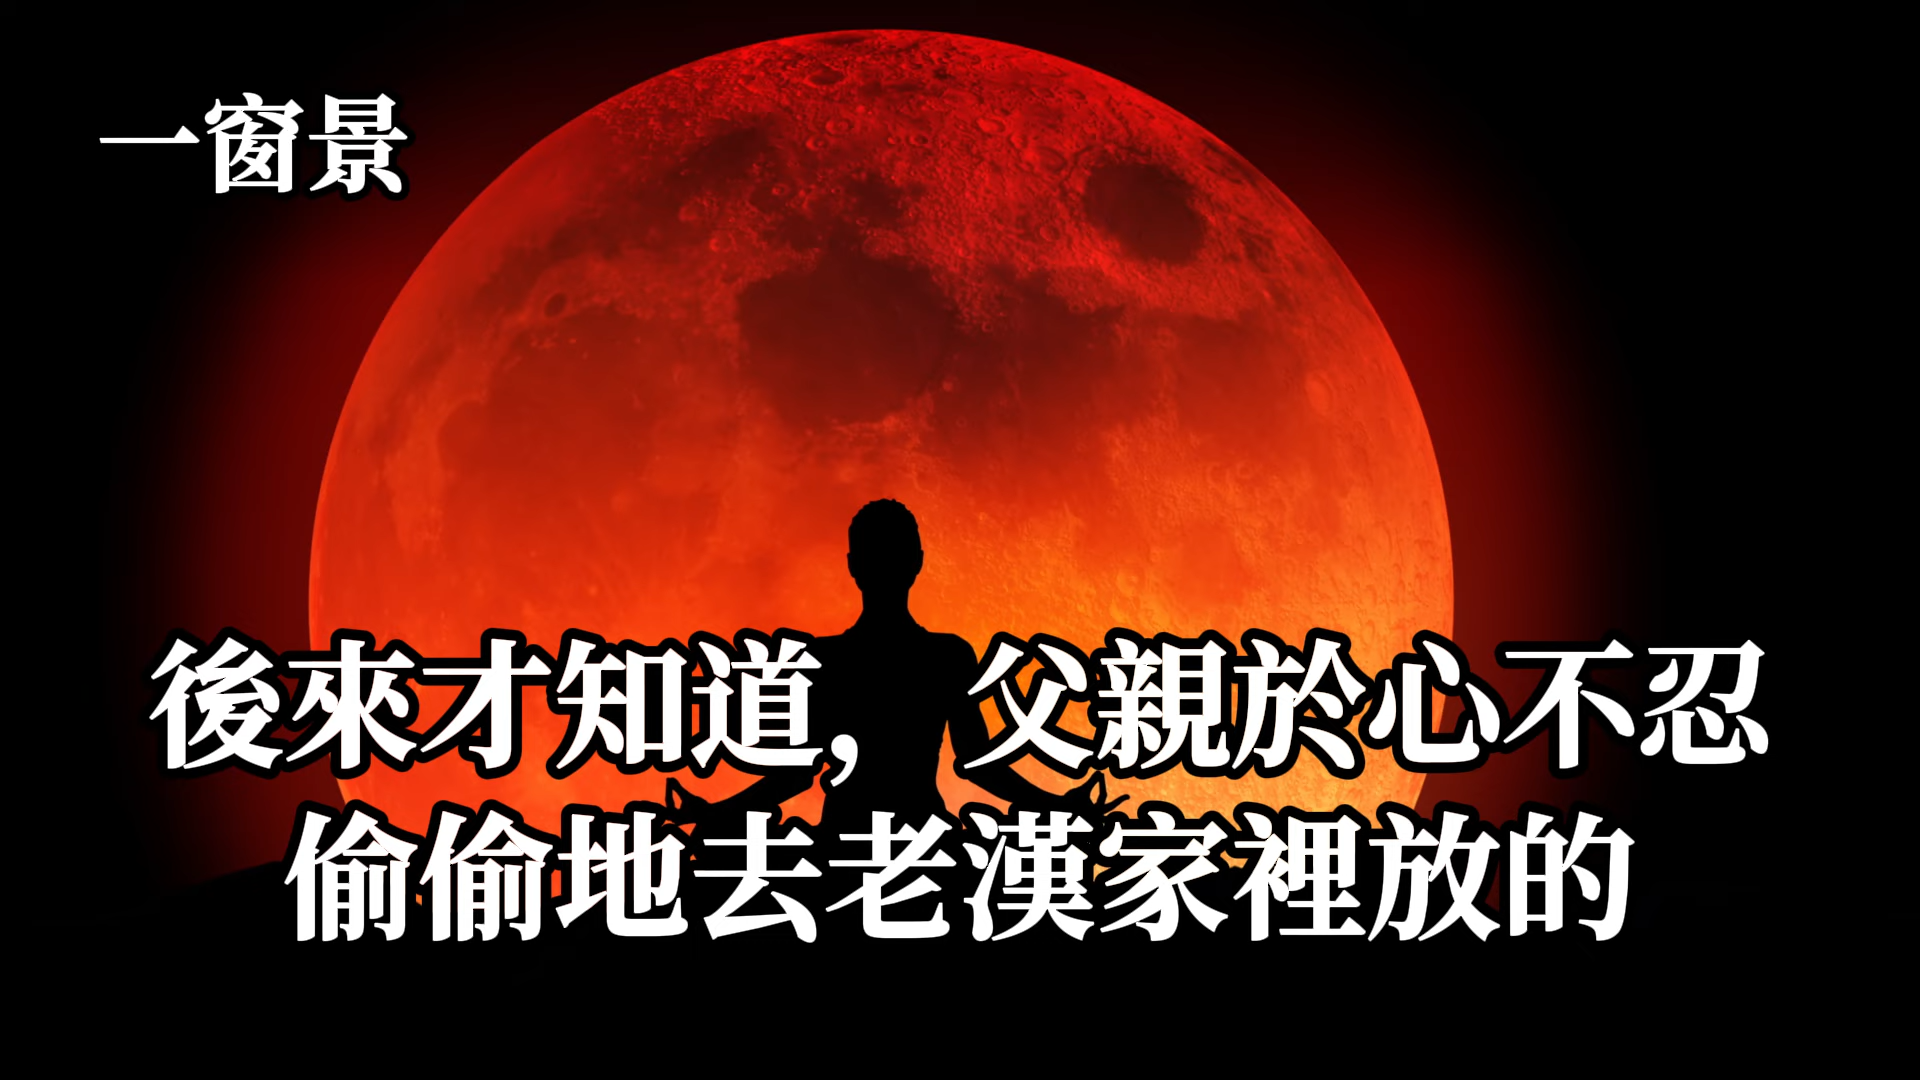 一窗景
後來才知道，父親於心不忍
偷偷地去老漢家裡放的